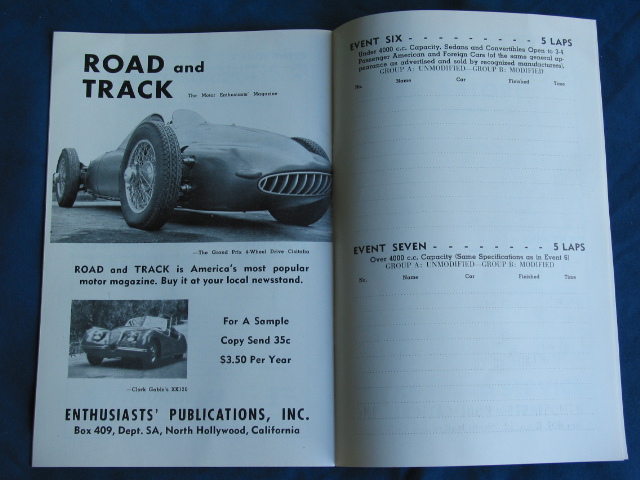 ROAD and
TRACK
The Motor Enthusiasts' Magazine
—The Grand Prix 4-Wheel Drive Cisitalia
ROAD and TRACK is America's most popular
motor magazine. Buy it at your local newsstand.
For A Sample
Copy Send 35c
$3.50 Per Year
—Clark Gable's XK120
ENTHUSIASTS' PUBLICATIONS, INC.
Box 409, Dept. SA, North Hollywood, California
EVENT SIX - - - - - - - - - 5 LAPS
Under 4000 c.c. Capacity, Sedans and Convertibles Open to 3-4
Passenger American and Foreign Cars (of the same general ap-
pearance as advertised and sold by recognized manufacturers).
GROUP A: UNMODIFIED—GROUP B: MODIFIED
No. Name Car Finished Time
EVENT SEVEN - - - - - - - - 5 LAPS
Over 4000 c.c. Capacity (Same Specifications as in Event 6)
GROUP A: UNMODIFIED—GROUP B: MODIFIED
No. Name Car Finished Time